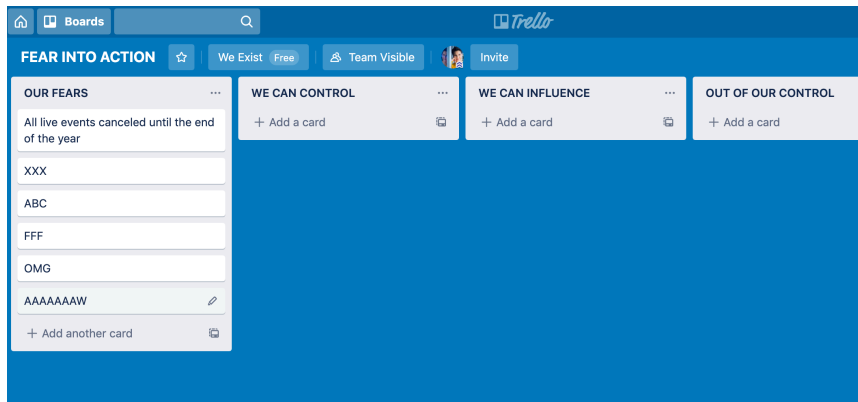 Boards
Trello
FEAR INTO ACTION
We Exist Free
Team Visible
Invite
OUR FEARS
All live events canceled until the end
of the year
XXX
ABC
FFF
OMG
AAAAAAAW
+ Add another card
WE CAN CONTROL
+ Add a card
WE CAN INFLUENCE
+ Add a card
OUT OF OUR CONTROL
+ Add a card